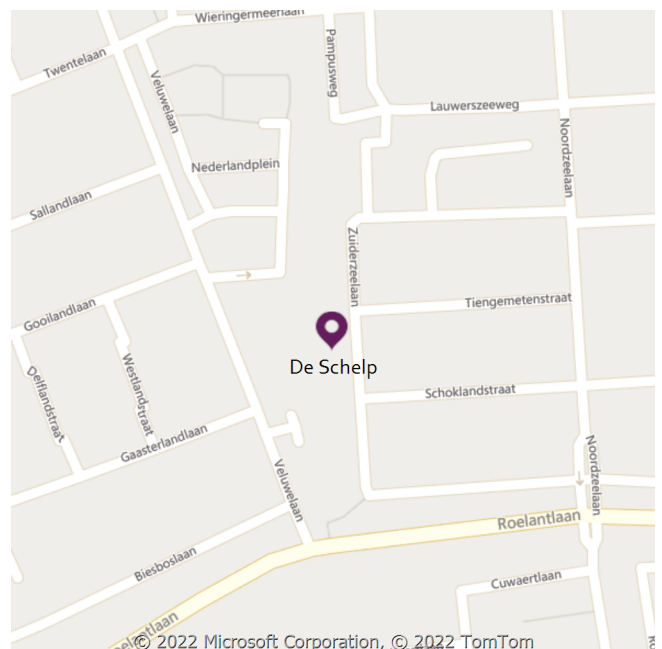 Wieringermeerlaan
Twentelaan
Pampusweg
Veluwelaan
Lauwerszeeweg
Noordzeelaan
Nederlandplein
Sallandlaan
Zuiderzeelaan
Tiengemetenstraat
Gooilandlaan
De Schelp
Delflandstraat
Westlandstraat
Schoklandstraat
Gaasterlandlaan
Veluwelaan
Noordzeelaan
Roelantlaan
Biesboslaan
Cuwaertlaan
oelantlaan
© 2022 Microsoft Corporation, © 2022 TomTom